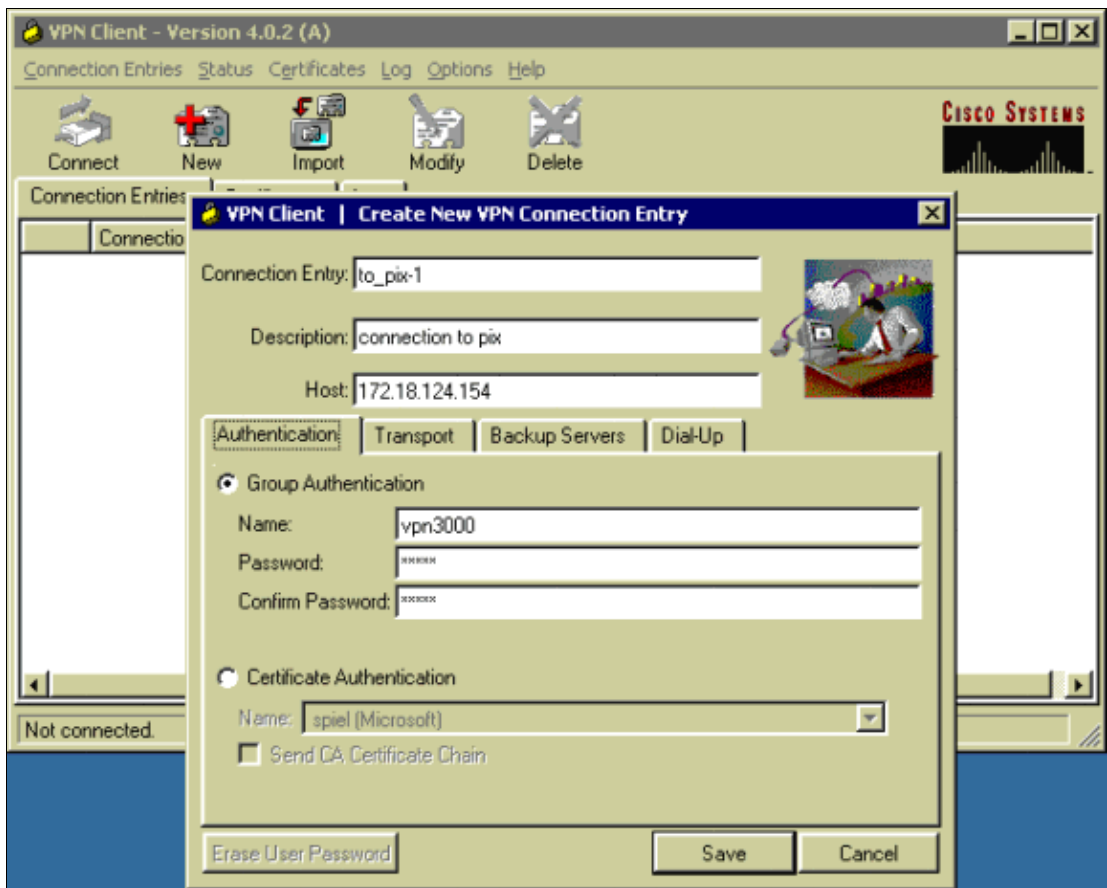 VPN Client - Version 4.0.2 (A)
Connection Entries Status Certificates Log Options Help
CISCO SYSTEMS
Connect New Import Modify Delete
Connection Entries
Connectio
VPN Client | Create New VPN Connection Entry
Connection Entry: to_pix-1
Description: connection to pix
Host: 172.18.124.154
Authentication Transport Backup Servers Dial-Up
Group Authentication
Name: vpn3000
Password: *****
Confirm Password: *****
Certificate Authentication
Name: spiel (Microsoft)
Send CA Certificate Chain
Not connected.
Erase User Password Save Cancel